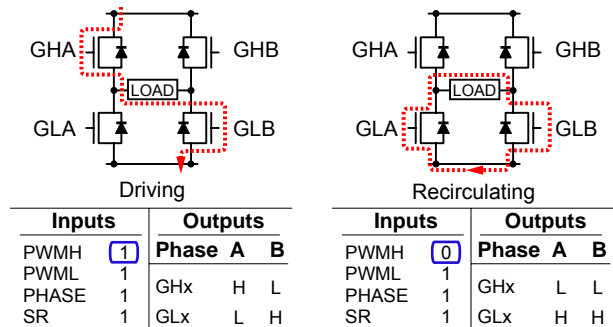 GHA GHB GHA GHB
LOAD LOAD
GLA GLB GLA GLB
Driving Recirculating
Inputs Outputs Inputs Outputs
PWMH 1 Phase A B PWMH 0 Phase A B
PWML 1 PWML 1
GHx H L GHx L L
PHASE 1 PHASE 1
SR 1 GLx L H SR 1 GLx H H